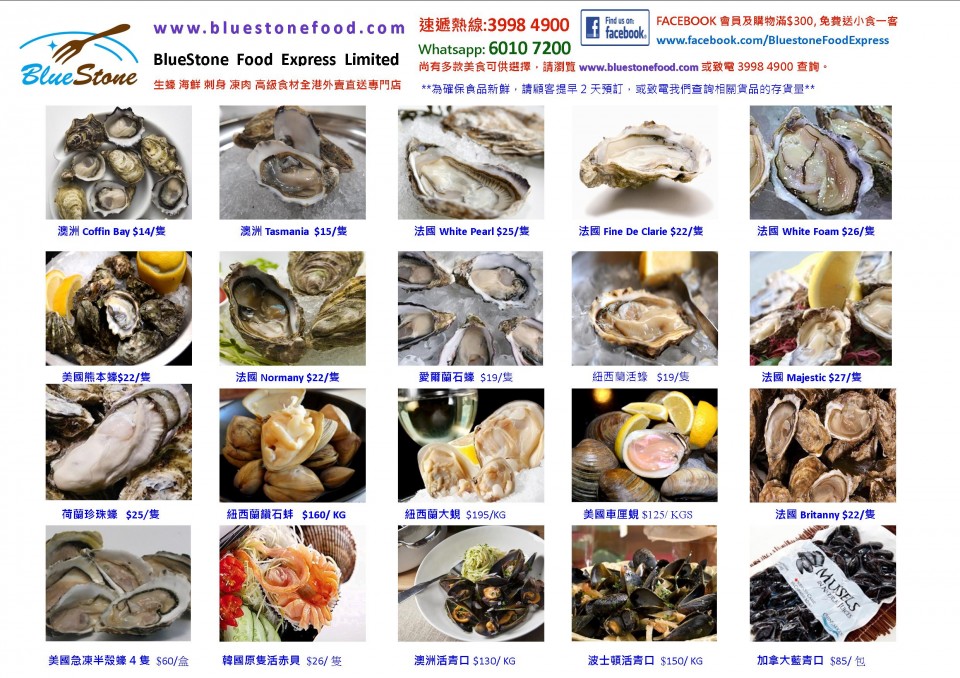 BlueStone
www.bluestonefood.com
BlueStone Food Express Limited
生蠔 海鮮 刺身 凍肉 高級食材全港外賣直送專門店
速遞熱線:3998 4900
Whatsapp: 6010 7200
Find us on
facebook
FACEBOOK 會員及購物滿$300, 免費送小食一客
www.facebook.com/BluestoneFoodExpress
尚有多款美食可供選擇，請瀏覽 www.bluestonefood.com 或致電 3998 4900 查詢。
**為確保食品新鮮，請顧客提早 2 天預訂，或致電我們查詢相關貨品的存貨量**
澳洲 Coffin Bay $14/隻
澳洲 Tasmania $15/隻
法國 White Pearl $25/隻
法國 Fine De Clarie $22/隻
法國 White Foam $26/隻
美國熊本蠔$22/隻
法國 Normany $22/隻
愛爾蘭石蠔 $19/隻
紐西蘭活蠔 $19/隻
法國 Majestic $27/隻
荷蘭珍珠蠔 $25/隻
紐西蘭鑽石蚌 $160/ KG
紐西蘭大蜆 $195/KG
美國車厘蜆 $125/ KGS
法國 Britanny $22/隻
MUSSELS
美國急凍半殼蠔 4 隻 $60/盒
韓國原隻活赤貝 $26/ 隻
澳洲活青口 $130/ KG
波士頓活青口 $150/ KG
加拿大藍青口 $85/ 包